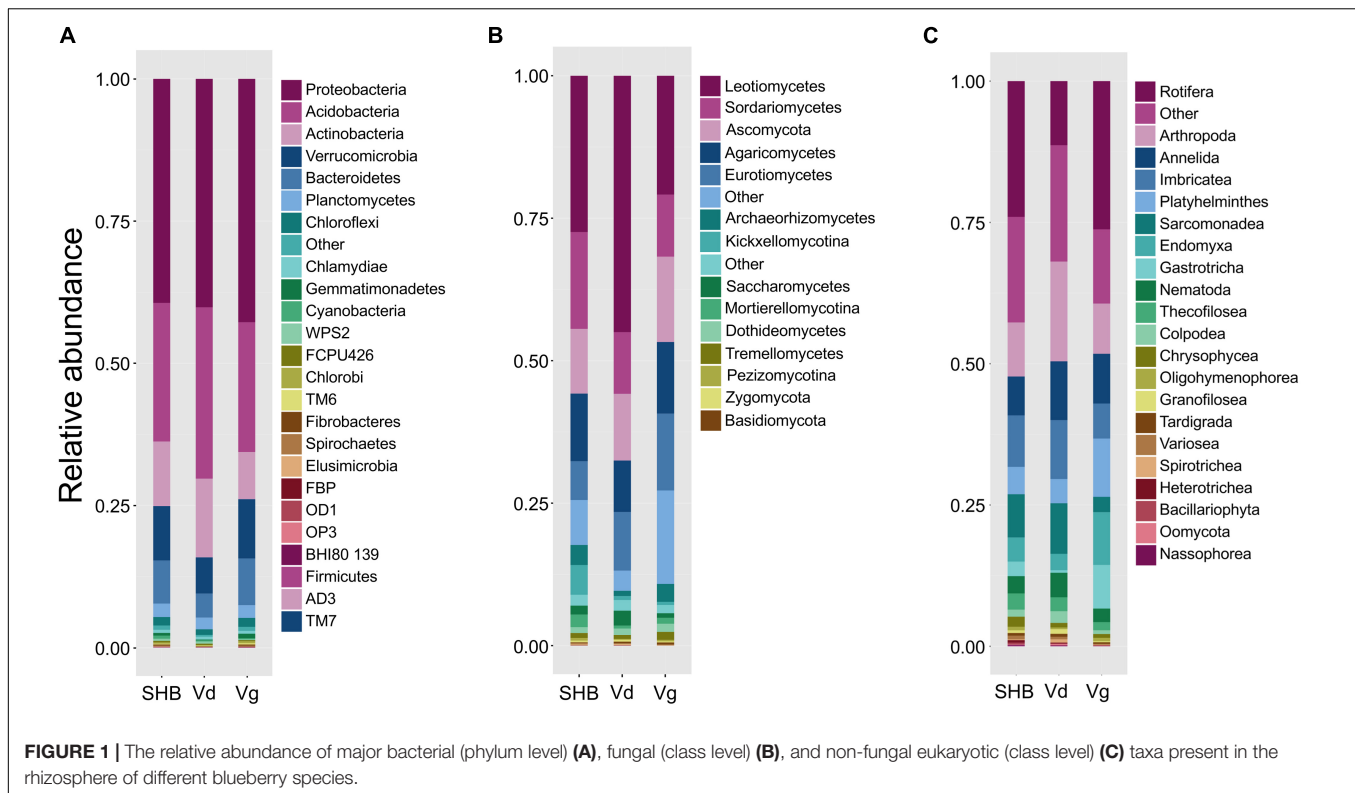 A
Relative abundance
1.00
0.75
0.50
0.25
0.00
SHB Vd Vg
Proteobacteria
Acidobacteria
Actinobacteria
Verrucomicrobia
Bacteroidetes
Planctomycetes
Chloroflexi
Other
Chlamydiae
Gemmatimonadetes
Cyanobacteria
WPS2
FCPU426
Chlorobi
TM6
Fibrobacteres
Spirochaetes
Elusimicrobia
FBP
OD1
OP3
BHI80 139
Firmicutes
AD3
TM7
B
1.00
0.75
0.50
0.25
0.00
SHB Vd Vg
Leotiomycetes
Sordariomycetes
Ascomycota
Agaricomycetes
Eurotiomycetes
Other
Archaeorhizomycetes
Kickxellomycotina
Other
Saccharomycetes
Mortierellomycotina
Dothideomycetes
Tremellomycetes
Pezizomycotina
Zygomycota
Basidiomycota
C
1.00
0.75
0.50
0.25
0.00
SHB Vd Vg
Rotifera
Other
Arthropoda
Annelida
Imbricatea
Platyhelminthes
Sarcomonadea
Endomyxa
Gastrotricha
Nematoda
Thecofilosea
Colpodea
Chrysophycea
Oligohymenophorea
Granofilosea
Tardigrada
Variosea
Spirotrichea
Heterotrichea
Bacillariophyta
Oomycota
Nassophorea
FIGURE 1 | The relative abundance of major bacterial (phylum level) (A), fungal (class level) (B), and non-fungal eukaryotic (class level) (C) taxa present in the
rhizosphere of different blueberry species.